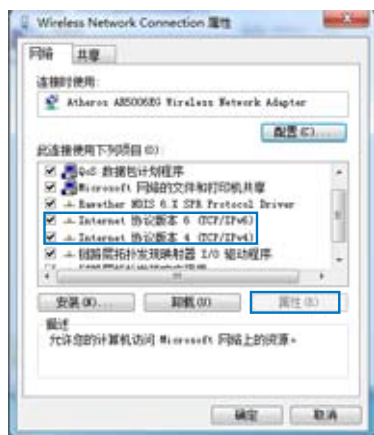 Wireless Network Connection 属性
网络
共享
连接时使用:
Atheros AR5006EG Wireless Network Adapter
配置(C)...
此连接使用下列项目(O):
QoS 数据包计划程序
Microsoft 网络的文件和打印机共享
Rawether NDIS 6.X SPR Protocol Driver
Internet 协议版本 6 (TCP/IPv6)
Internet 协议版本 4 (TCP/IPv4)
链路层拓扑发现映射器 I/O 驱动程序
安装(N)...
卸载(U)
属性(R)
描述
允许您的计算机访问 Microsoft 网络上的资源。
确定
取消